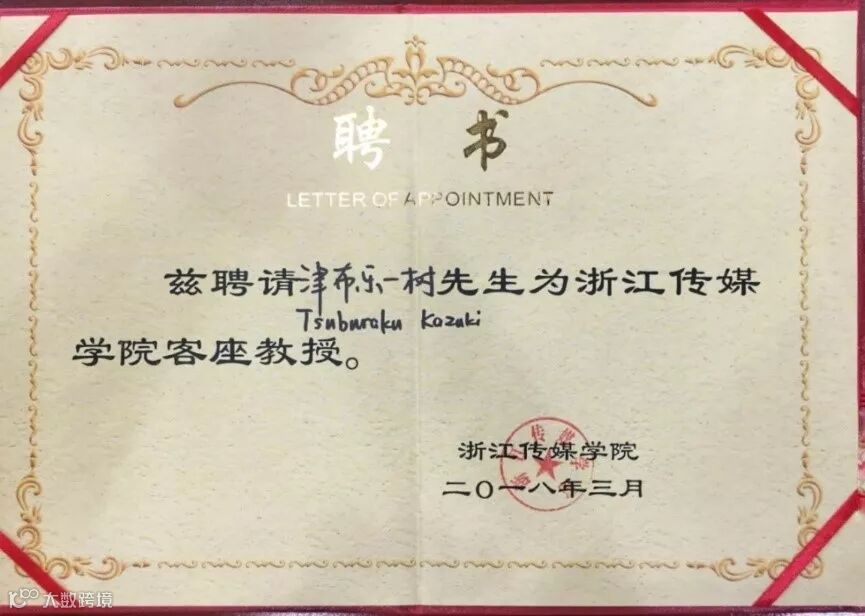 聘 书
LETTER OF APPOINTMENT
兹聘请津布乐一树先生为浙江传媒
Tsuburaku Kazuki
学院客座教授。
浙江传媒学院
二〇一八年三月
大数跨境